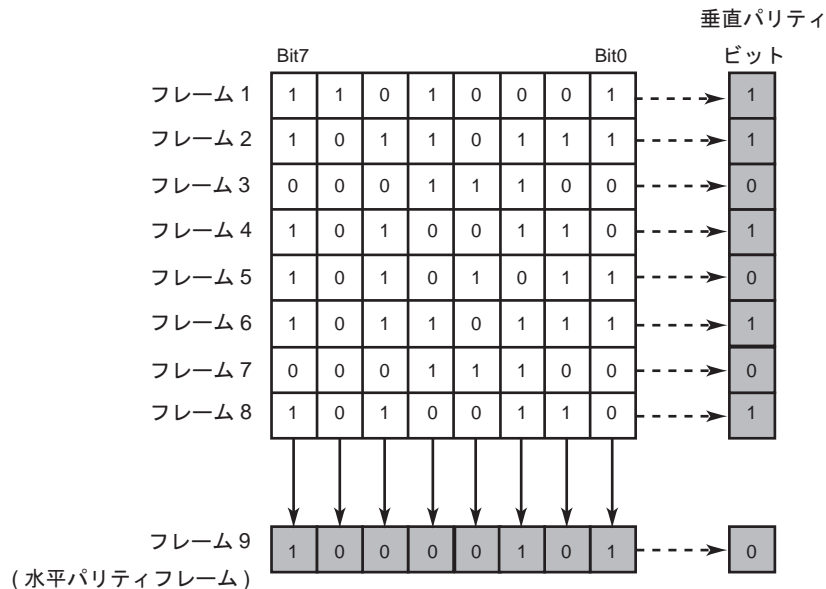 垂直パリティ
ビット
Bit7 Bit0
フレーム 1 1 1 0 1 0 0 0 1 1
フレーム 2 1 0 1 1 0 1 1 1 1
フレーム 3 0 0 0 1 1 1 0 0 0
フレーム 4 1 0 1 0 0 1 1 0 1
フレーム 5 1 0 1 0 1 0 1 1 0
フレーム 6 1 0 1 1 0 1 1 1 1
フレーム 7 0 0 0 1 1 1 0 0 0
フレーム 8 1 0 1 0 0 1 1 0 1
フレーム 9 1 0 0 0 0 1 0 1 0
( 水平パリティフレーム )